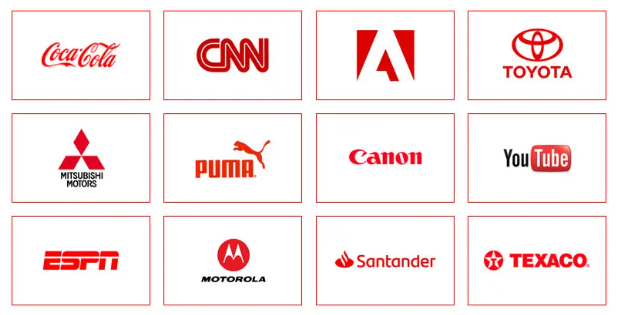 Coca-Cola
CNN
A
TOYOTA
MITSUBISHI
MOTORS
PUMA
Canon
YouTube
ESPN
MOTOROLA
Santander
TEXACO